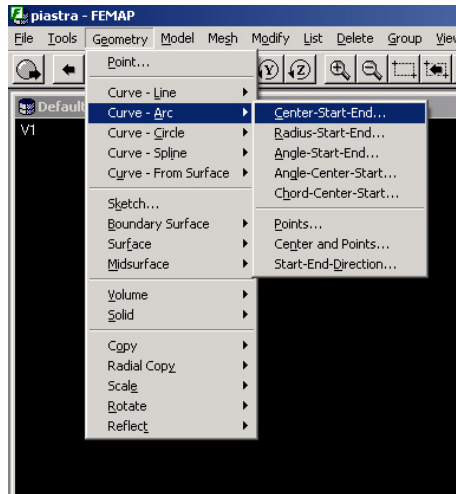 piastra - FEMAP
File Tools Geometry Model Mesh Modify List Delete Group View
Point...
Y Z
Default
V1
Curve - Line
Curve - Arc
Curve - Circle
Curve - Spline
Curve - From Surface
Center-Start-End...
Radius-Start-End...
Angle-Start-End...
Angle-Center-Start...
Chord-Center-Start...
Points...
Center and Points...
Start-End-Direction...
Sketch...
Boundary Surface
Surface
Midsurface
Volume
Solid
Copy
Radial Copy
Scale
Rotate
Reflect